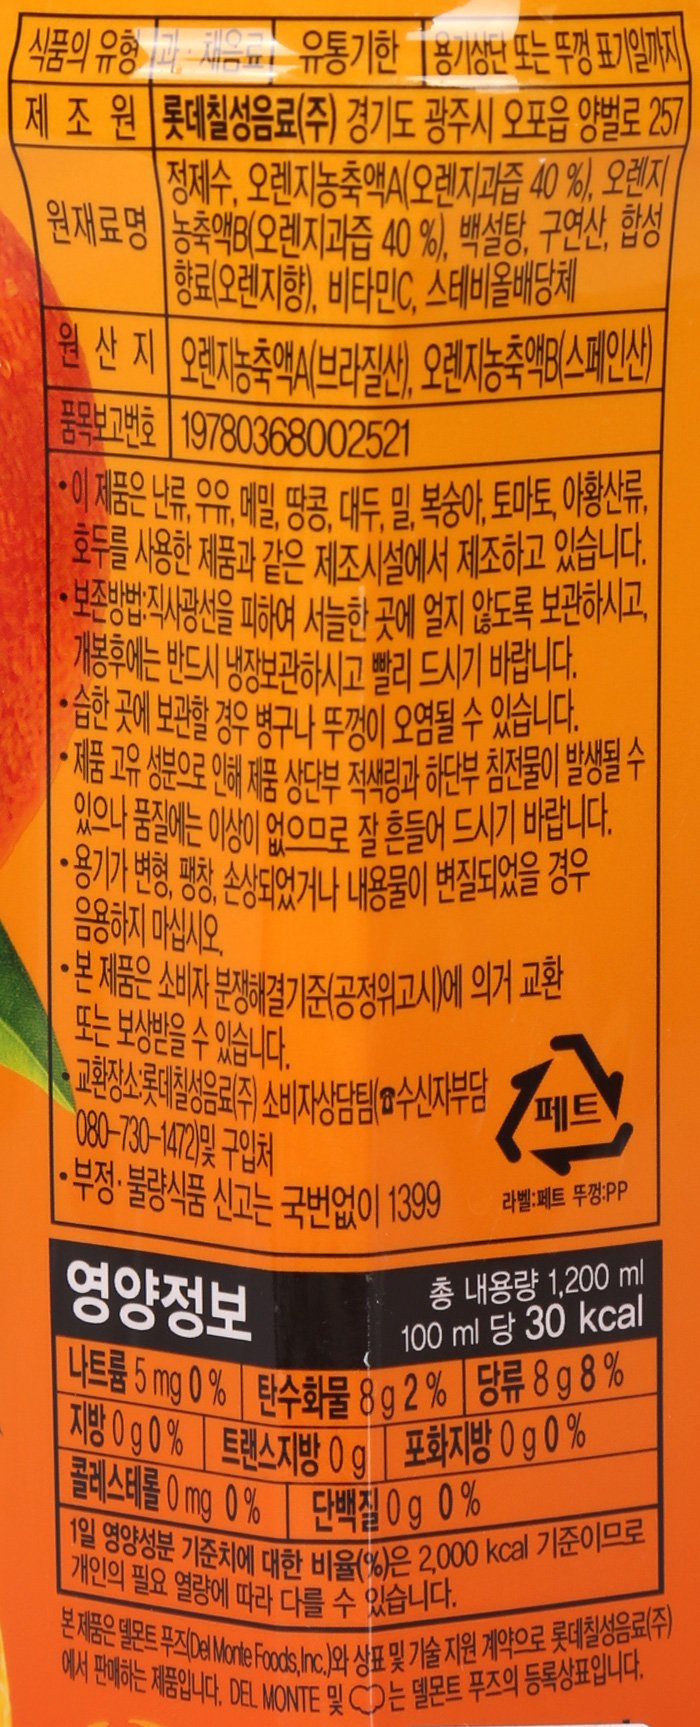 식품의 유형 과·채음료 유통기한 용기상단 또는 뚜껑 표기일까지
제 조 원 롯데칠성음료(주) 경기도 광주시 오포읍 양벌로 257
원재료명 정제수, 오렌지농축액A(오렌지과즙 40 %), 오렌지
농축액B(오렌지과즙 40 %), 백설탕, 구연산, 합성
향료(오렌지향), 비타민C, 스테비올배당체
원 산 지 오렌지농축액A(브라질산), 오렌지농축액B(스페인산)
품목보고번호 19780368002521
•이 제품은 난류, 우유, 메밀, 땅콩, 대두, 밀, 복숭아, 토마토, 아황산류,
호두를 사용한 제품과 같은 제조시설에서 제조하고 있습니다.
•보존방법:직사광선을 피하여 서늘한 곳에 얼지 않도록 보관하시고,
개봉후에는 반드시 냉장보관하시고 빨리 드시기 바랍니다.
•습한 곳에 보관할 경우 병구나 뚜껑이 오염될 수 있습니다.
•제품 고유 성분으로 인해 제품 상단부 적색링과 하단부 침전물이 발생될 수
있으나 품질에는 이상이 없으므로 잘 흔들어 드시기 바랍니다.
•용기가 변형, 팽창, 손상되었거나 내용물이 변질되었을 경우
음용하지 마십시오.
•본 제품은 소비자 분쟁해결기준(공정위고시)에 의거 교환
또는 보상받을 수 있습니다.
•교환장소:롯데칠성음료(주) 소비자상담팀(☎수신자부담
080-730-1472)및 구입처
•부정·불량식품 신고는 국번없이 1399
페트
라벨:페트 뚜껑:PP
영양정보
총 내용량 1,200 ml
100 ml 당 30 kcal
나트륨 5 mg 0 % 탄수화물 8 g 2 % 당류 8 g 8 %
지방 0 g 0 % 트랜스지방 0 g 포화지방 0 g 0 %
콜레스테롤 0 mg 0 % 단백질 0 g 0 %
1일 영양성분 기준치에 대한 비율(%)은 2,000 kcal 기준이므로
개인의 필요 열량에 따라 다를 수 있습니다.
본 제품은 델몬트 푸즈(Del Monte Foods, Inc.)와 상표 및 기술 지원 계약으로 롯데칠성음료(주)
에서 판매하는 제품입니다. DEL MONTE 및 는 델몬트 푸즈의 등록상표입니다.